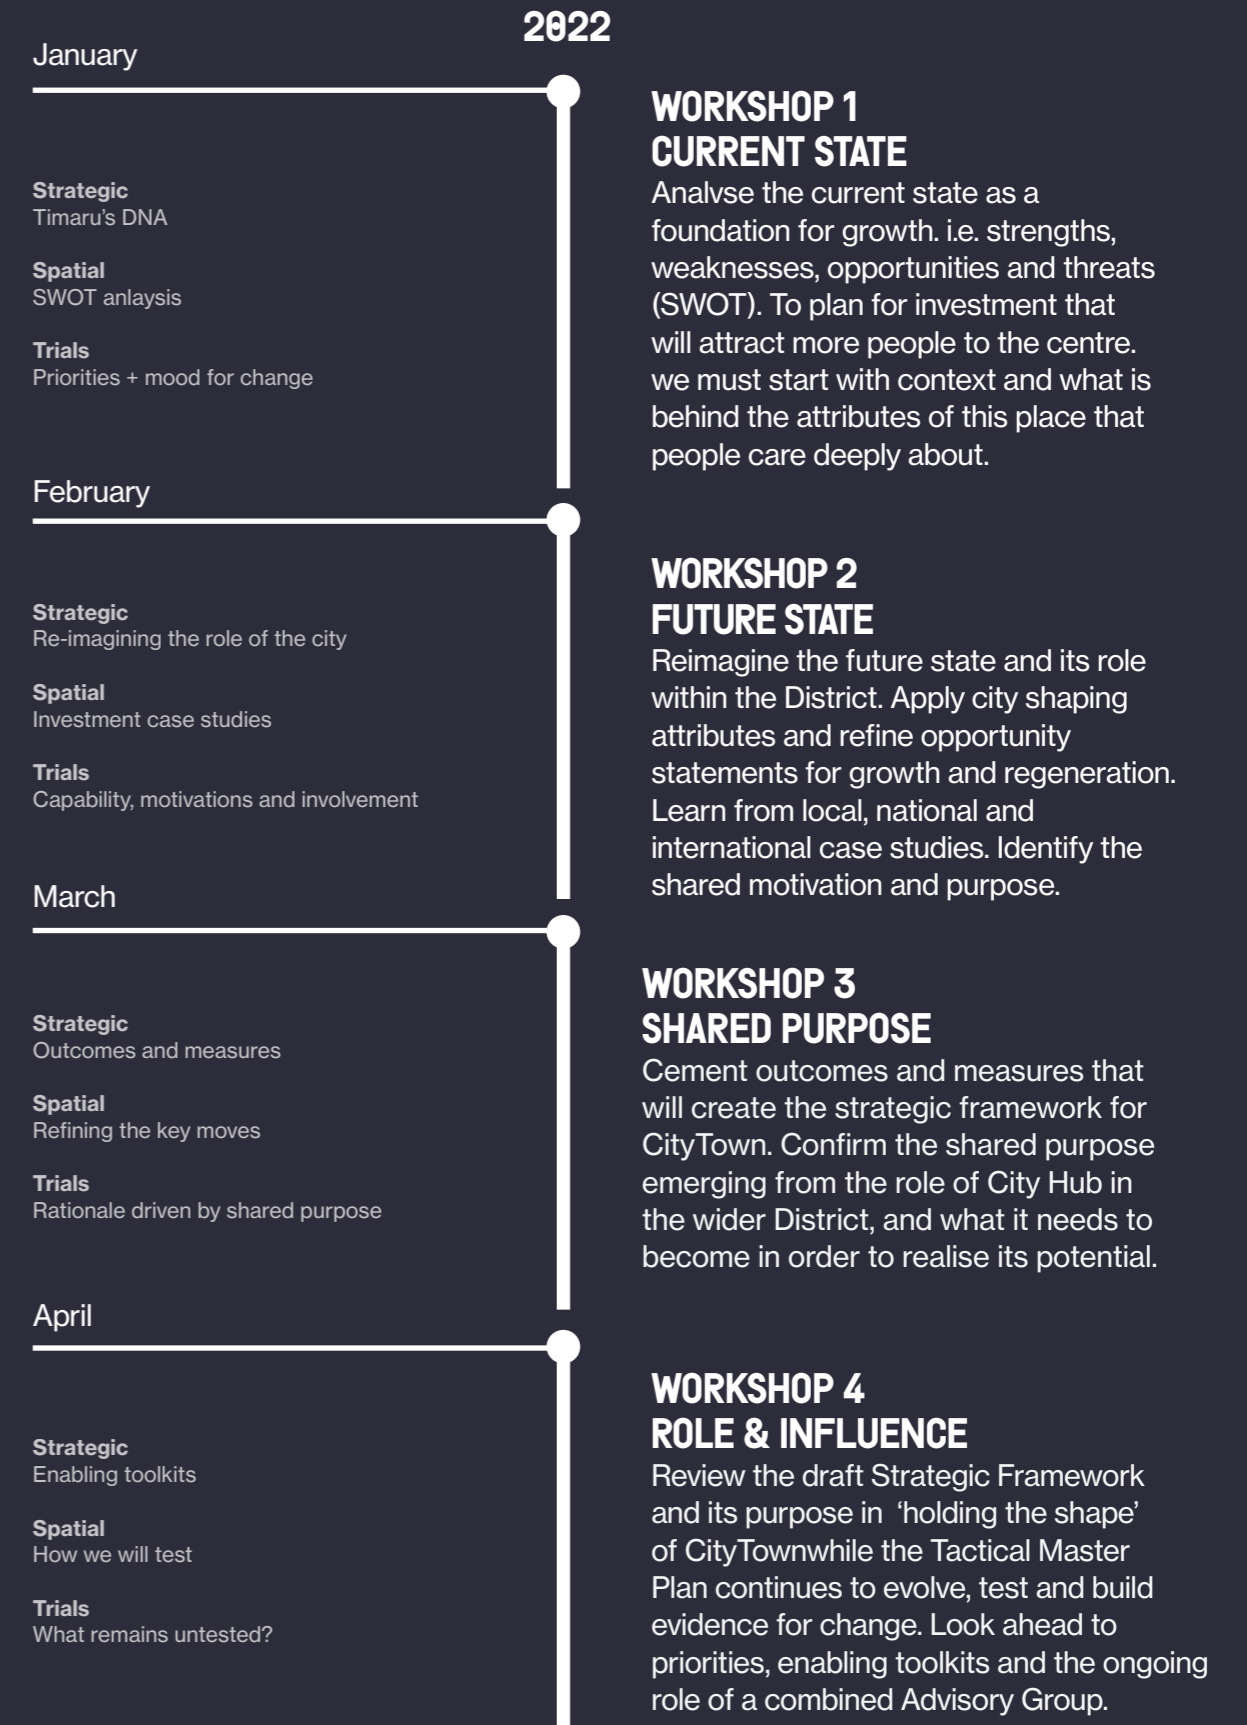 2022
January
WORKSHOP 1
CURRENT STATE
Analvse the current state as a
foundation for growth. i.e. strengths,
weaknesses, opportunities and threats
(SWOT). To plan for investment that
will attract more people to the centre.
we must start with context and what is
behind the attributes of this place that
people care deeply about.
Strategic
Timaru's DNA
Spatial
SWOT anlaysis
Trials
Priorities + mood for change
February
WORKSHOP 2
FUTURE STATE
Reimagine the future state and its role
within the District. Apply city shaping
attributes and refine opportunity
statements for growth and regeneration.
Learn from local, national and
international case studies. Identify the
shared motivation and purpose.
Strategic
Re-imagining the role of the city
Spatial
Investment case studies
Trials
Capability, motivations and involvement
March
WORKSHOP 3
SHARED PURPOSE
Cement outcomes and measures that
will create the strategic framework for
CityTown. Confirm the shared purpose
emerging from the role of City Hub in
the wider District, and what it needs to
become in order to realise its potential.
Strategic
Outcomes and measures
Spatial
Refining the key moves
Trials
Rationale driven by shared purpose
April
WORKSHOP 4
ROLE & INFLUENCE
Review the draft Strategic Framework
and its purpose in ‘holding the shape’
of CityTownwhile the Tactical Master
Plan continues to evolve, test and build
evidence for change. Look ahead to
priorities, enabling toolkits and the ongoing
role of a combined Advisory Group.
Strategic
Enabling toolkits
Spatial
How we will test
Trials
What remains untested?